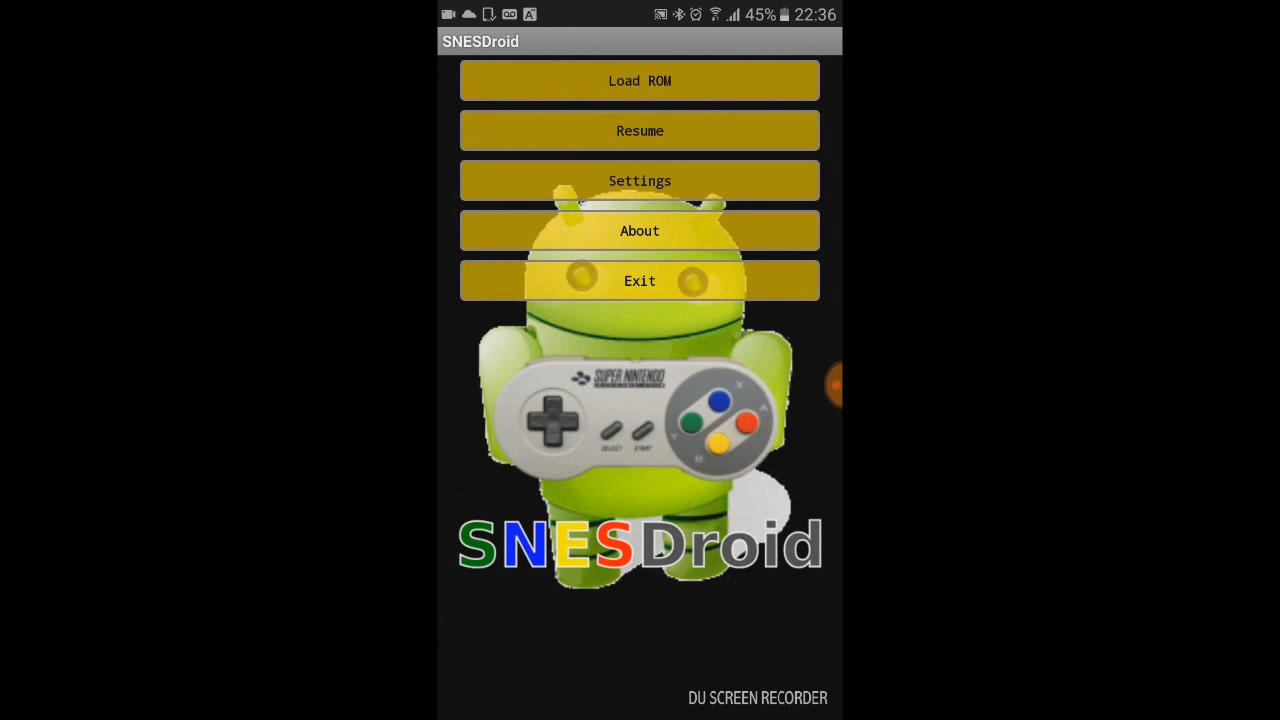 45% 22:36
SNESDroid
Load ROM
Resume
Settings
About
Exit
SUPER NINTENDO
X
A
Y
B
SELECT START
SNESDroid
DU SCREEN RECORDER